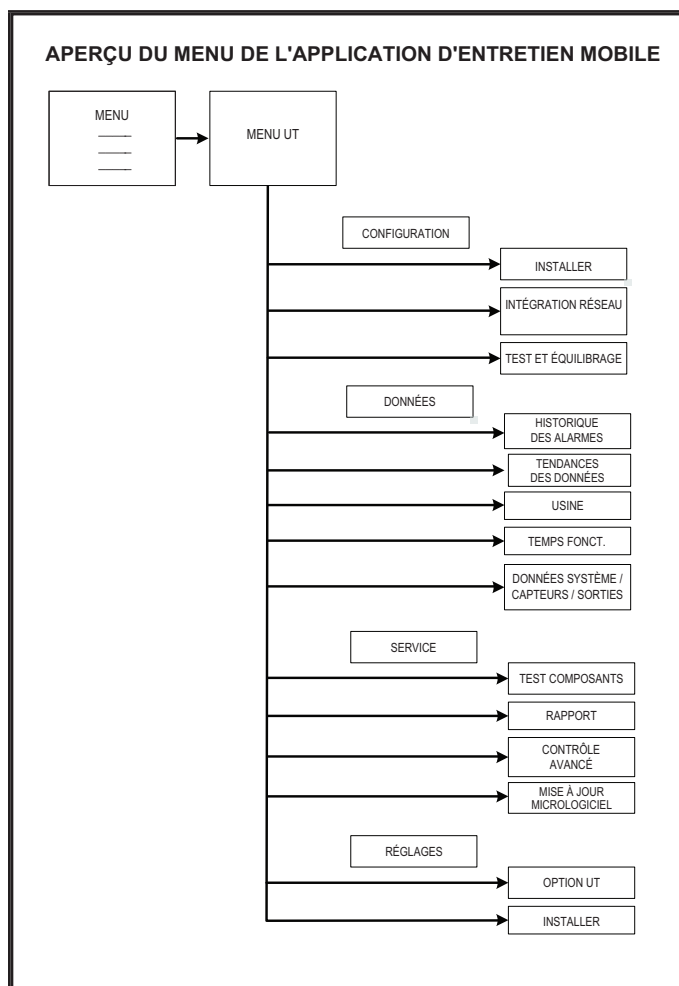 APERÇU DU MENU DE L'APPLICATION D'ENTRETIEN MOBILE
MENU
MENU UT
CONFIGURATION
INSTALLER
INTÉGRATION RÉSEAU
TEST ET ÉQUILIBRAGE
DONNÉES
HISTORIQUE
DES ALARMES
TENDANCES
DES DONNÉES
USINE
TEMPS FONCT.
DONNÉES SYSTÈME /
CAPTEURS / SORTIES
SERVICE
TEST COMPOSANTS
RAPPORT
CONTRÔLE
AVANCÉ
MISE À JOUR
MICROLOGICIEL
RÉGLAGES
OPTION UT
INSTALLER